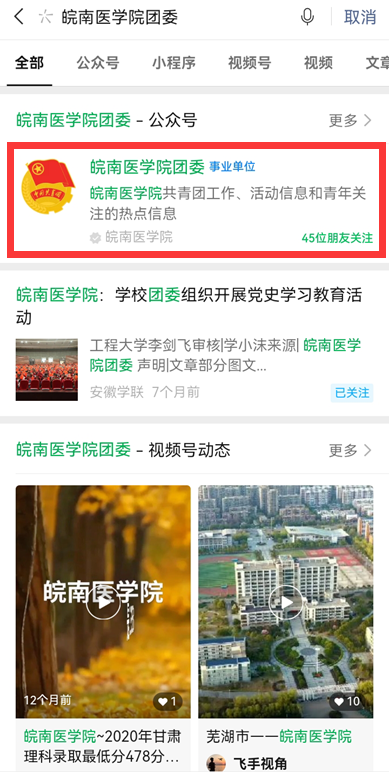 皖南医学院团委
取消
全部 公众号 小程序 视频号 视频 文章
皖南医学院团委 - 公众号
更多
皖南医学院团委 事业单位
皖南医学院共青团工作、活动信息和青年关
注的热点信息
皖南医学院
45位朋友关注
皖南医学院：学校团委组织开展党史学习教育活
动
工程大学李剑飞审核|学小沫来源| 皖南医学
院团委 声明|文章部分图文...
安徽学联 7个月前
已关注
皖南医学院团委 - 视频号动态
更多
皖南医学院
12个月前
1
10
皖南医学院~2020年甘肃
理科录取最低分478分…
芜湖市一一皖南医学院
飞手视角